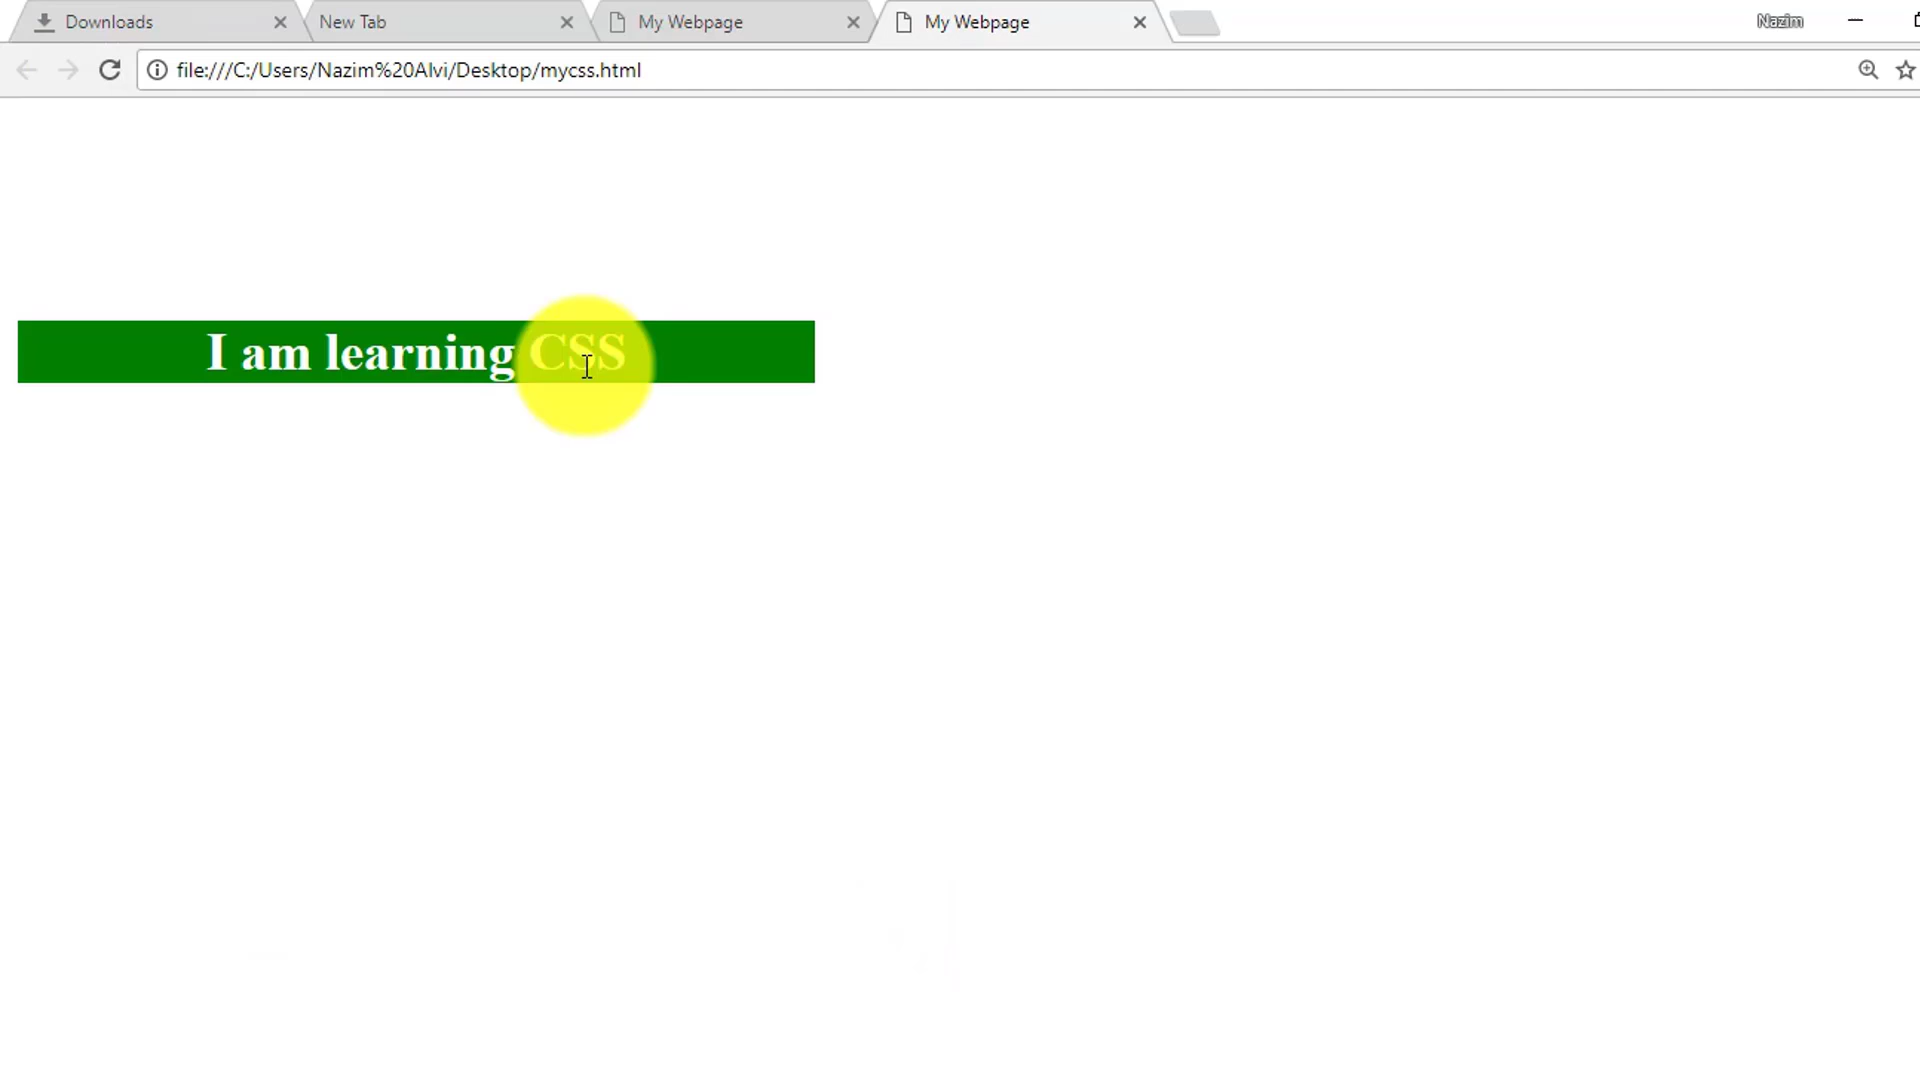 Downloads
New Tab
My Webpage
My Webpage
Nazim
file:///C:/Users/Nazim%20Alvi/Desktop/mycss.html
I am learning CSS